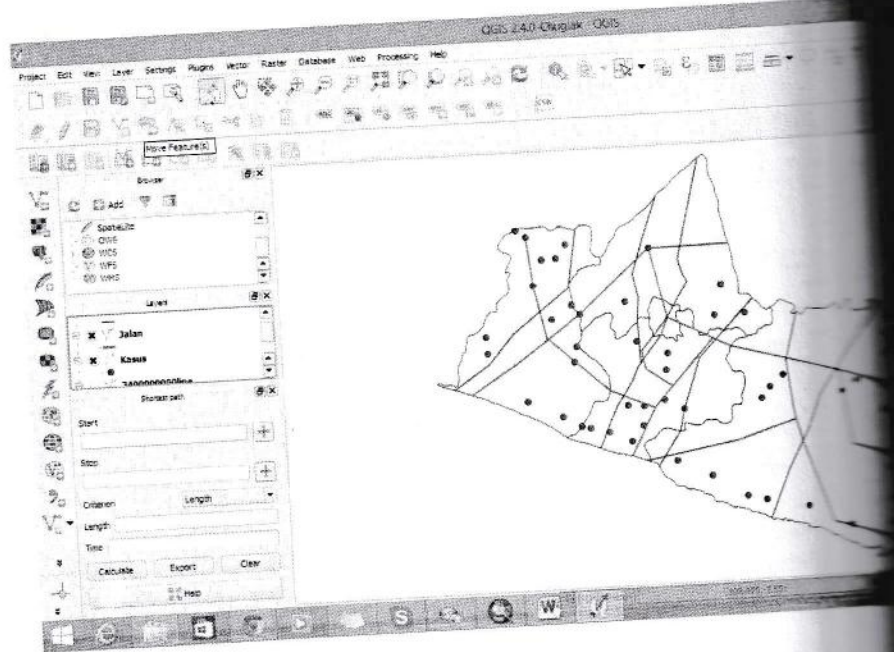 QGIS 2.4.0-Chugiak - QGIS
Project Edit View Layer Settings Plugins Vector Raster Database Web Processing Help
Move Feature(s)
Browser
Add
SpatiaLite
OWS
WCS
WFS
WMS
Layers
Jalan
Kasus
Shortest path
Start
Stop
Criterion Length
Length
Time
Calculate Export Clear
Help